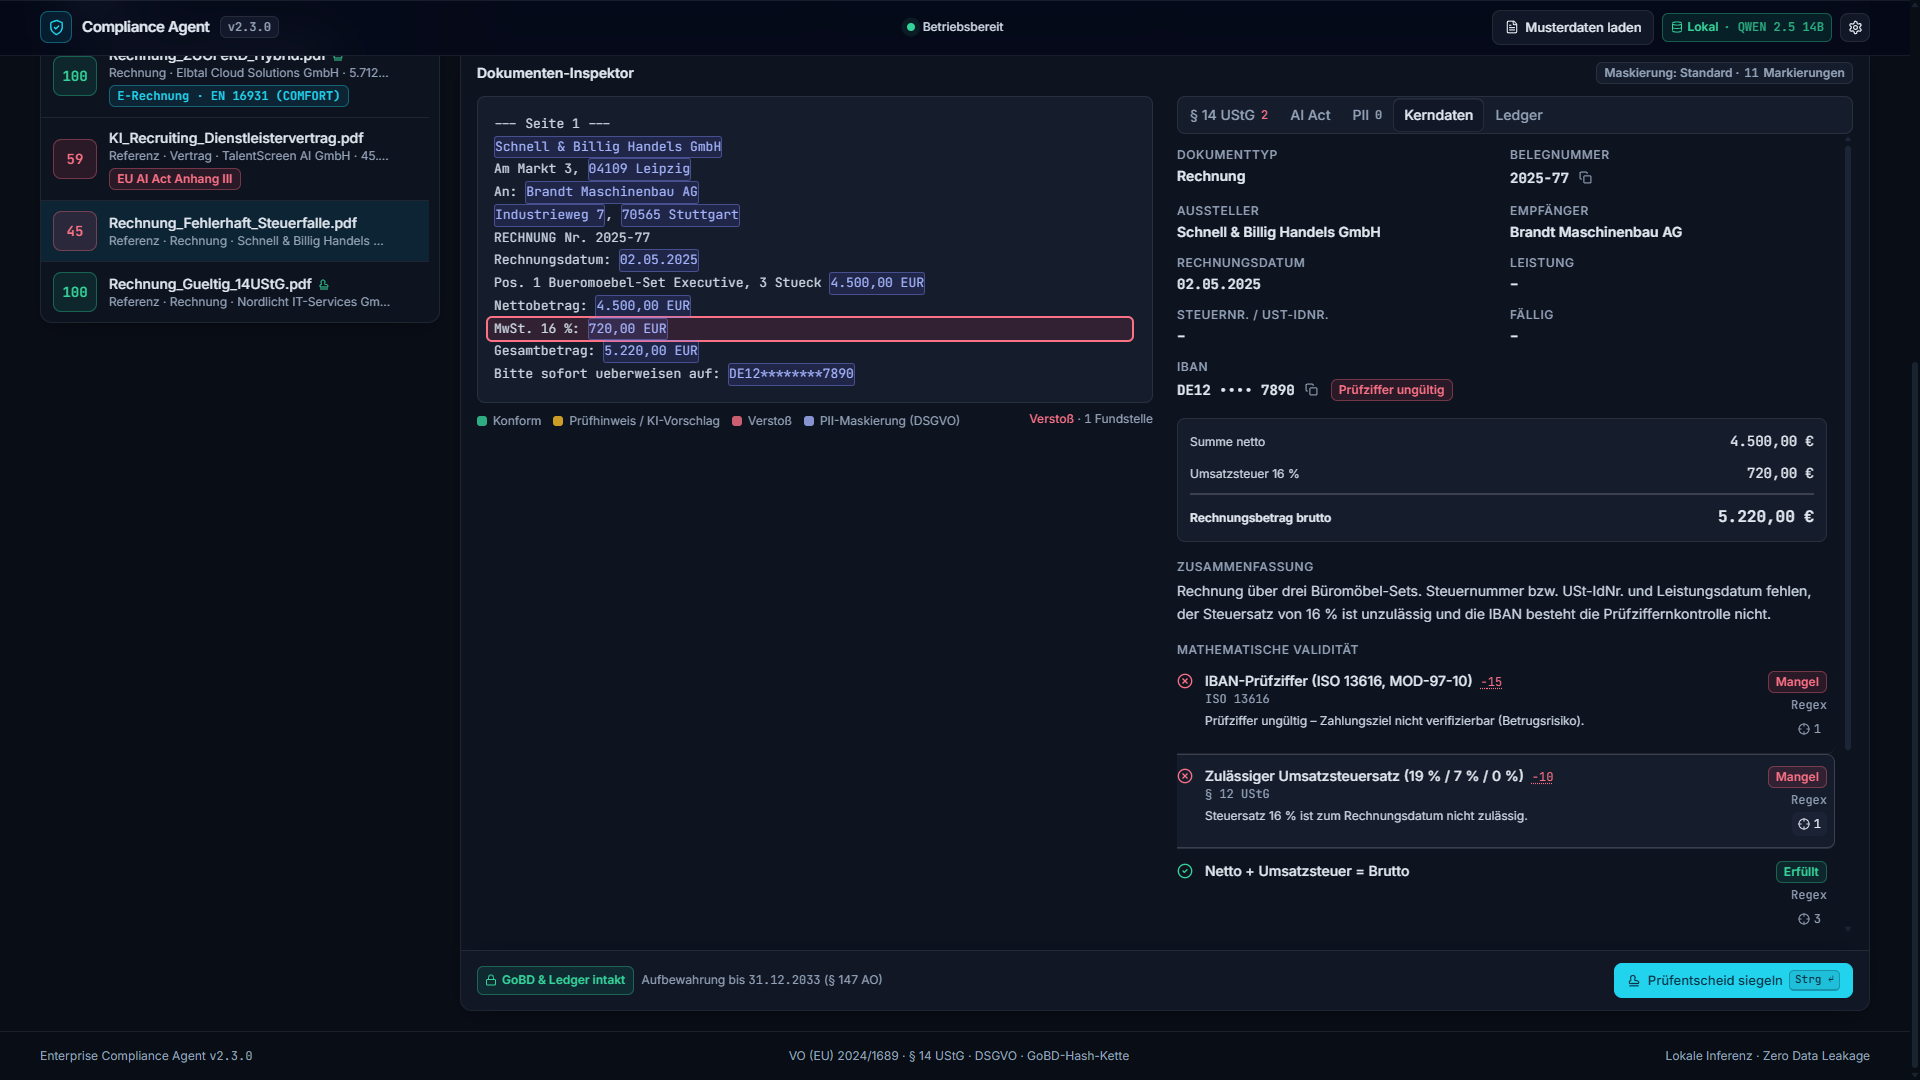 Compliance Agent v2.3.0
Betriebsbereit
Musterdaten laden
Lokal · QWEN 2.5 14B
100
Rechnung_ZUGFeRD_Hybrid.pdf
Rechnung · Elbtal Cloud Solutions GmbH · 5.712...
E-Rechnung · EN 16931 (COMFORT)
59
KI_Recruiting_Dienstleistervertrag.pdf
Referenz · Vertrag · TalentScreen AI GmbH · 45....
EU AI Act Anhang III
45
Rechnung_Fehlerhaft_Steuerfalle.pdf
Referenz · Rechnung · Schnell & Billig Handels ...
100
Rechnung_Gueltig_14UStG.pdf
Referenz · Rechnung · Nordlicht IT-Services Gm...
Dokumenten-Inspektor
Maskierung: Standard · 11 Markierungen
--- Seite 1 ---
Schnell & Billig Handels GmbH
Am Markt 3, 04109 Leipzig
An: Brandt Maschinenbau AG
Industrieweg 7, 70565 Stuttgart
RECHNUNG Nr. 2025-77
Rechnungsdatum: 02.05.2025
Pos. 1 Bueromoebel-Set Executive, 3 Stueck 4.500,00 EUR
Nettobetrag: 4.500,00 EUR
MwSt. 16 %: 720,00 EUR
Gesamtbetrag: 5.220,00 EUR
Bitte sofort ueberweisen auf: DE12********7890
Konform
Prüfhinweis / KI-Vorschlag
Verstoß
PII-Maskierung (DSGVO)
Verstoß · 1 Fundstelle
§ 14 UStG 2
AI Act
PII 0
Kerndaten
Ledger
DOKUMENTTYP
Rechnung
BELEGNUMMER
2025-77
AUSSTELLER
Schnell & Billig Handels GmbH
EMPFÄNGER
Brandt Maschinenbau AG
RECHNUNGSDATUM
02.05.2025
LEISTUNG
–
STEUERNR. / UST-IDNR.
–
FÄLLIG
–
IBAN
DE12 •••• 7890
Prüfziffer ungültig
Summe netto 4.500,00 €
Umsatzsteuer 16 % 720,00 €
Rechnungsbetrag brutto 5.220,00 €
ZUSAMMENFASSUNG
Rechnung über drei Büromöbel-Sets. Steuernummer bzw. USt-IdNr. und Leistungsdatum fehlen,
der Steuersatz von 16 % ist unzulässig und die IBAN besteht die Prüfziffernkontrolle nicht.
MATHEMATISCHE VALIDITÄT
IBAN-Prüfziffer (ISO 13616, MOD-97-10) -15
Mangel
ISO 13616
Regex
Prüfziffer ungültig – Zahlungsziel nicht verifizierbar (Betrugsrisiko).
1
Zulässiger Umsatzsteuersatz (19 % / 7 % / 0 %) -10
Mangel
§ 12 UStG
Regex
Steuersatz 16 % ist zum Rechnungsdatum nicht zulässig.
1
Netto + Umsatzsteuer = Brutto
Erfüllt
Regex
3
GoBD & Ledger intakt
Aufbewahrung bis 31.12.2033 (§ 147 AO)
Prüfentscheid siegeln Strg ⏎
Enterprise Compliance Agent v2.3.0
VO (EU) 2024/1689 · § 14 UStG · DSGVO · GoBD-Hash-Kette
Lokale Inferenz · Zero Data Leakage